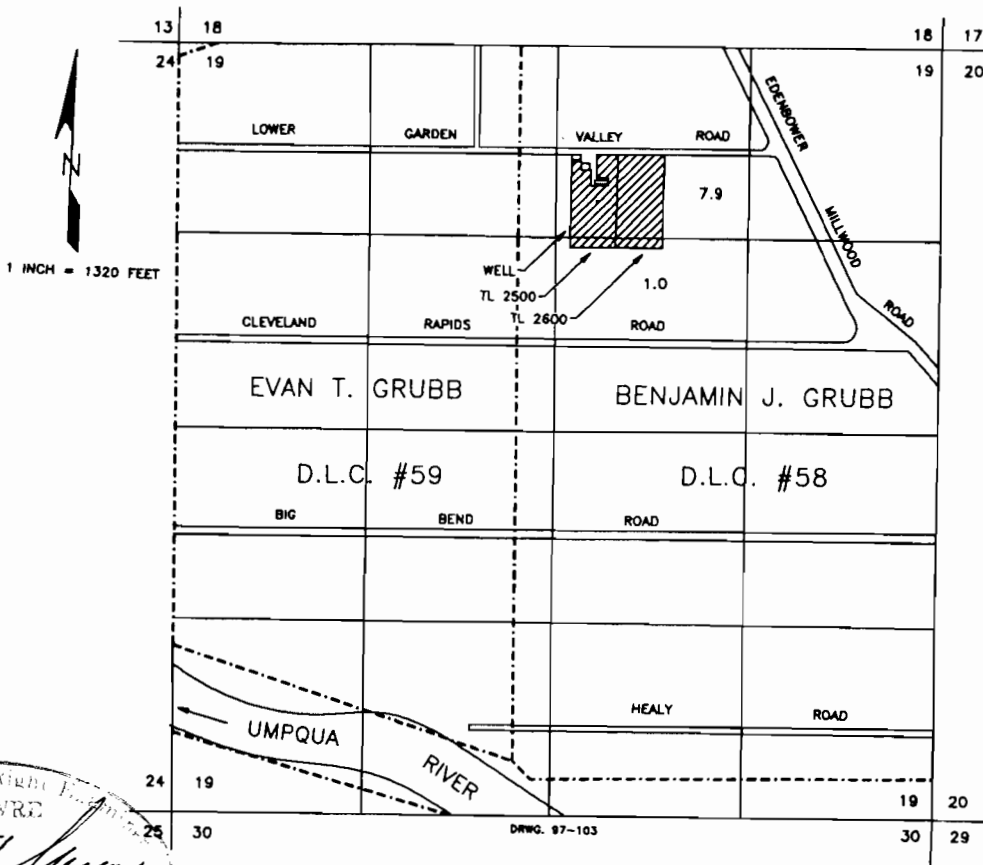 13 18
18 17
24 19
19 20
N
1 INCH = 1320 FEET
LOWER GARDEN VALLEY ROAD
EDENBOWER
MILLWOOD
ROAD
7.9
WELL
TL 2500
TL 2600
1.0
CLEVELAND RAPIDS ROAD
EVAN T. GRUBB
BENJAMIN J. GRUBB
D.L.C. #59
D.L.C. #58
BIG BEND ROAD
HEALY ROAD
UMPQUA
RIVER
24 19
19 20
25 30
30 29
DRWG. 97-103